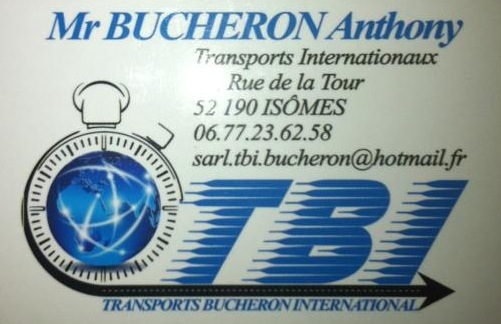 Mr BUCHERON Anthony
Transports Internationaux
Rue de la Tour
52 190 ISÔMES
06.77.23.62.58
sarl.tbi.bucheron@hotmail.fr
TBI
TRANSPORTS BUCHERON INTERNATIONAL